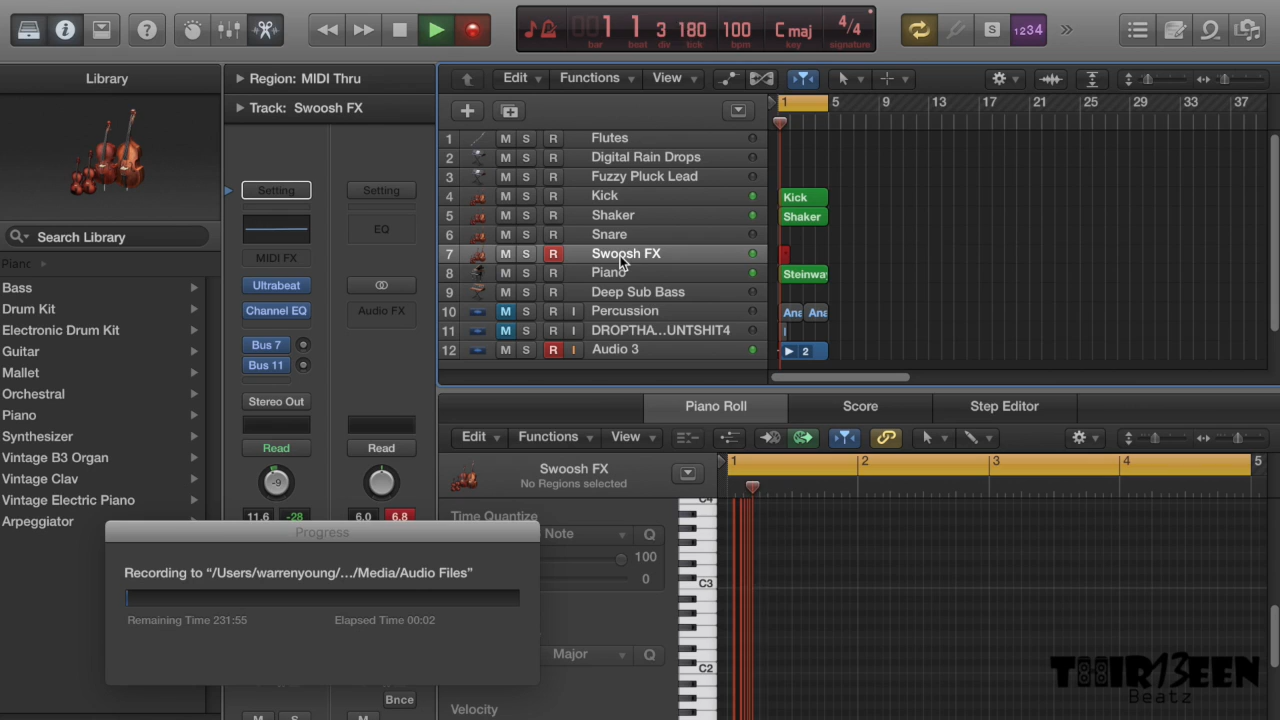 1 1 3 180 100 C maj 4/4
bar beat div tick bpm key signature
S 1234
Library
Region: MIDI Thru
Track: Swoosh FX
Edit Functions View
1 5 9 13 17 21 25 29 33 37
1 M S R Flutes
2 M S R Digital Rain Drops
3 M S R Fuzzy Pluck Lead
4 M S R Kick Kick
5 M S R Shaker Shaker
6 M S R Snare
7 M S R Swoosh FX
8 M S R Piano Steinway
9 M S R Deep Sub Bass
10 M S R I Percussion Ana Ana
11 M S R I DROPTHA...UNTSHIT4
12 M S R I Audio 3 2
Search Library
Piano
Bass
Drum Kit
Electronic Drum Kit
Guitar
Mallet
Orchestral
Piano
Synthesizer
Vintage B3 Organ
Vintage Clav
Vintage Electric Piano
Arpeggiator
Setting Setting
EQ
MIDI FX
Ultrabeat
Channel EQ Audio FX
Bus 7
Bus 11
Stereo Out
Read Read
-9
11.6 -28 6.0 6.8
Bnce
M S M
Piano Roll Score Step Editor
Edit Functions View
Swoosh FX
No Regions selected
1 2 3 4 5
Time Quantize
Note Q
100
0
Major Q
Velocity
C4
C3
C2
Progress
Recording to “/Users/warrenyoung/.../Media/Audio Files”
Remaining Time 231:55 Elapsed Time 00:02
THIR13EEN
Beatz